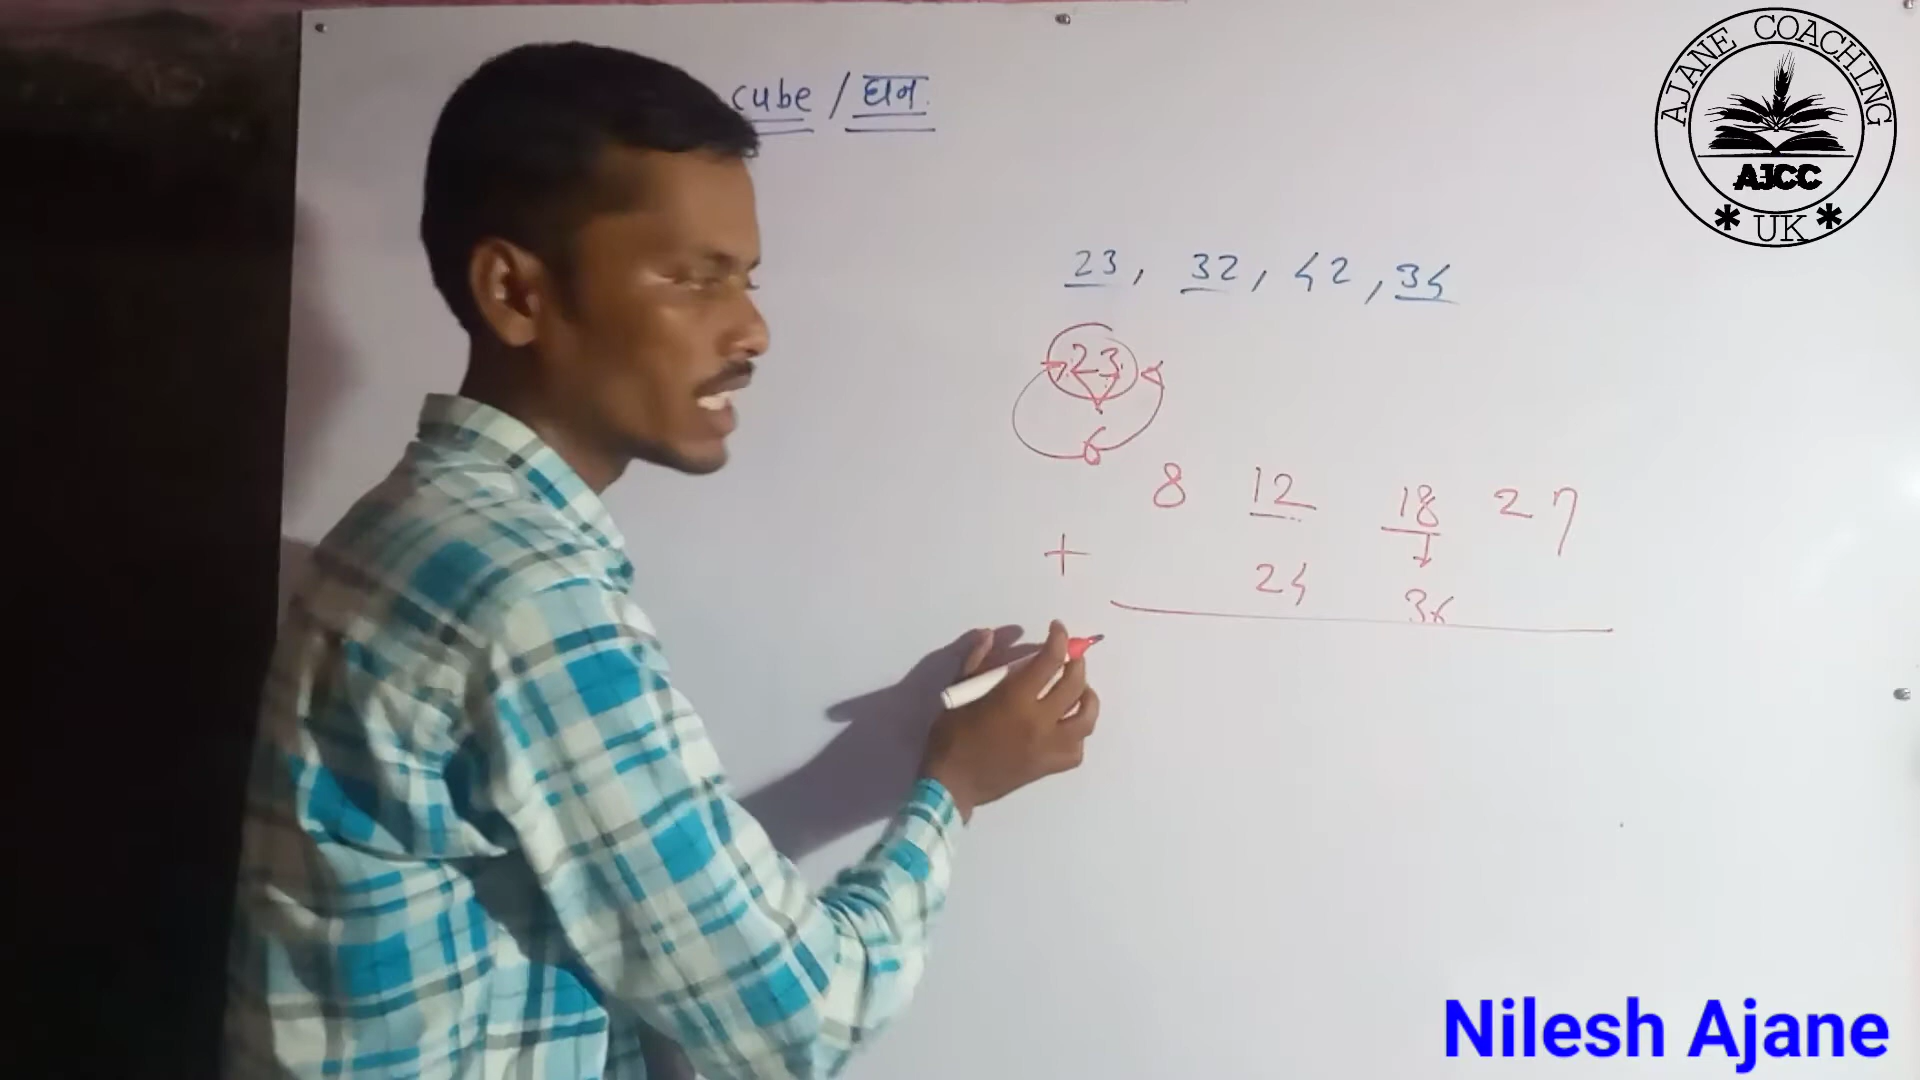 cube / घन
AJANE COACHING
AJCC
* UK *
23, 32, 42, 34
23
6
8 12 18 27
+ 24 36
Nilesh Ajane